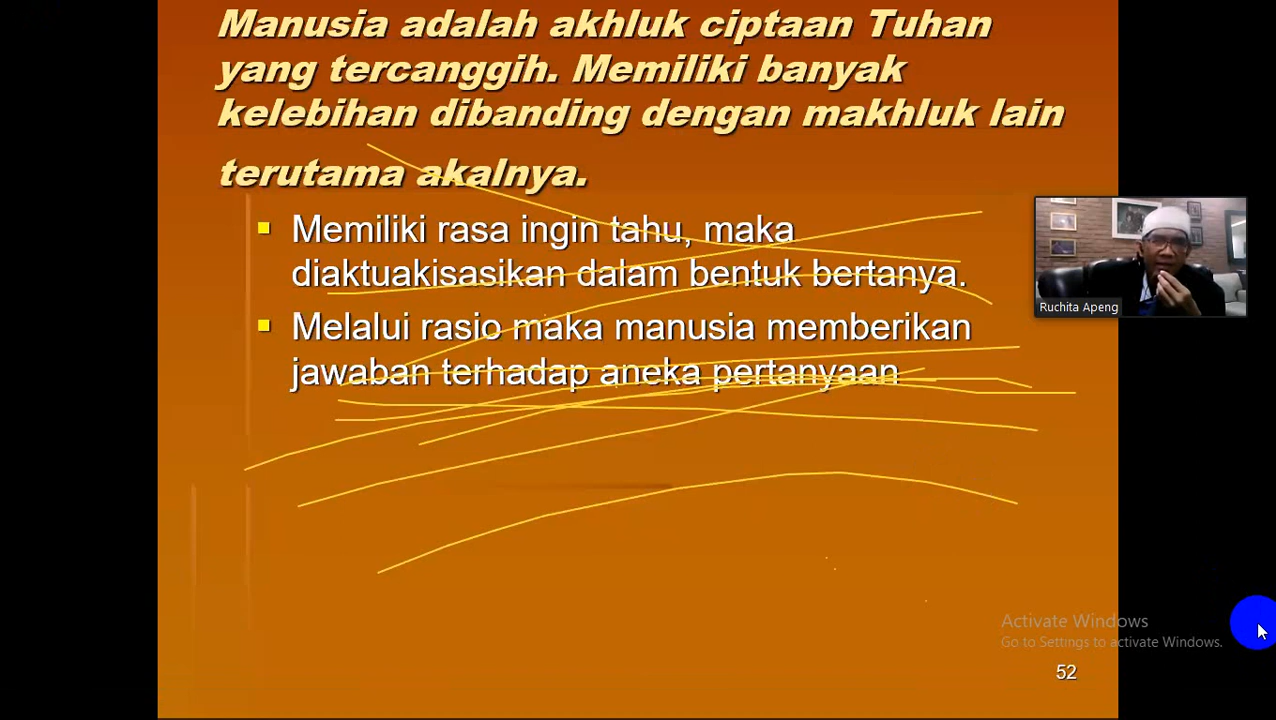 Manusia adalah akhluk ciptaan Tuhan
yang tercanggih. Memiliki banyak
kelebihan dibanding dengan makhluk lain
terutama akalnya.
Memiliki rasa ingin tahu, maka
diaktuakisasikan dalam bentuk bertanya.
Melalui rasio maka manusia memberikan
jawaban terhadap aneka pertanyaan
Ruchita Apeng
Activate Windows
Go to Settings to activate Windows.
52